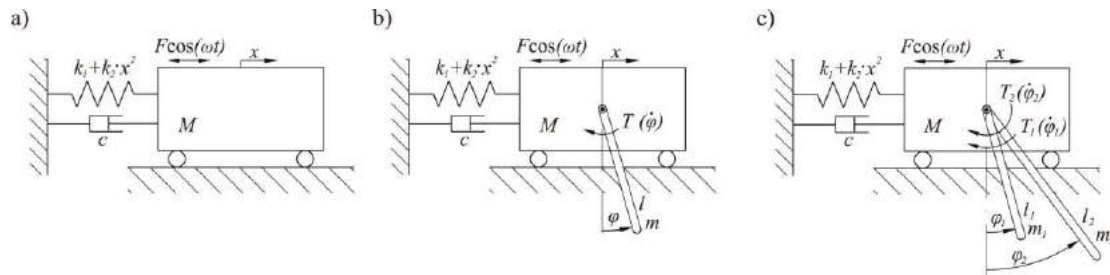 a)
Fcos(ωt)
x
k₁+k₂·x²
M
c
b)
Fcos(ωt)
x
k₁+k₂·x²
M
T(φ̇)
c
l
φ
m
c)
Fcos(ωt)
x
k₁+k₂·x²
T₂(φ̇₂)
M
T₁(φ̇₁)
c
φ₁
l₁
m₁
l₂
φ₂
m